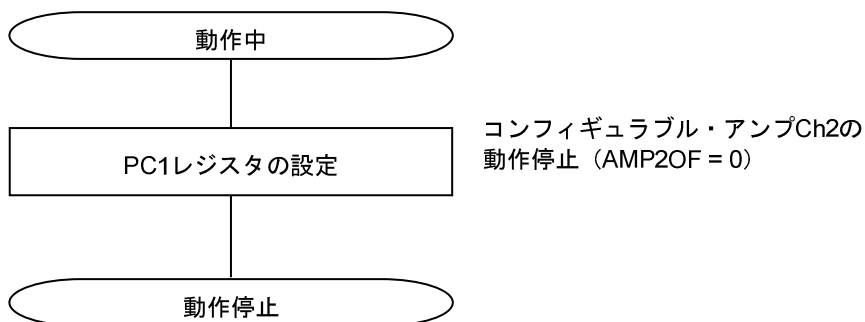 動作中
PC1レジスタの設定
コンフィギュラブル・アンプCh2の
動作停止（AMP2OF = 0）
動作停止